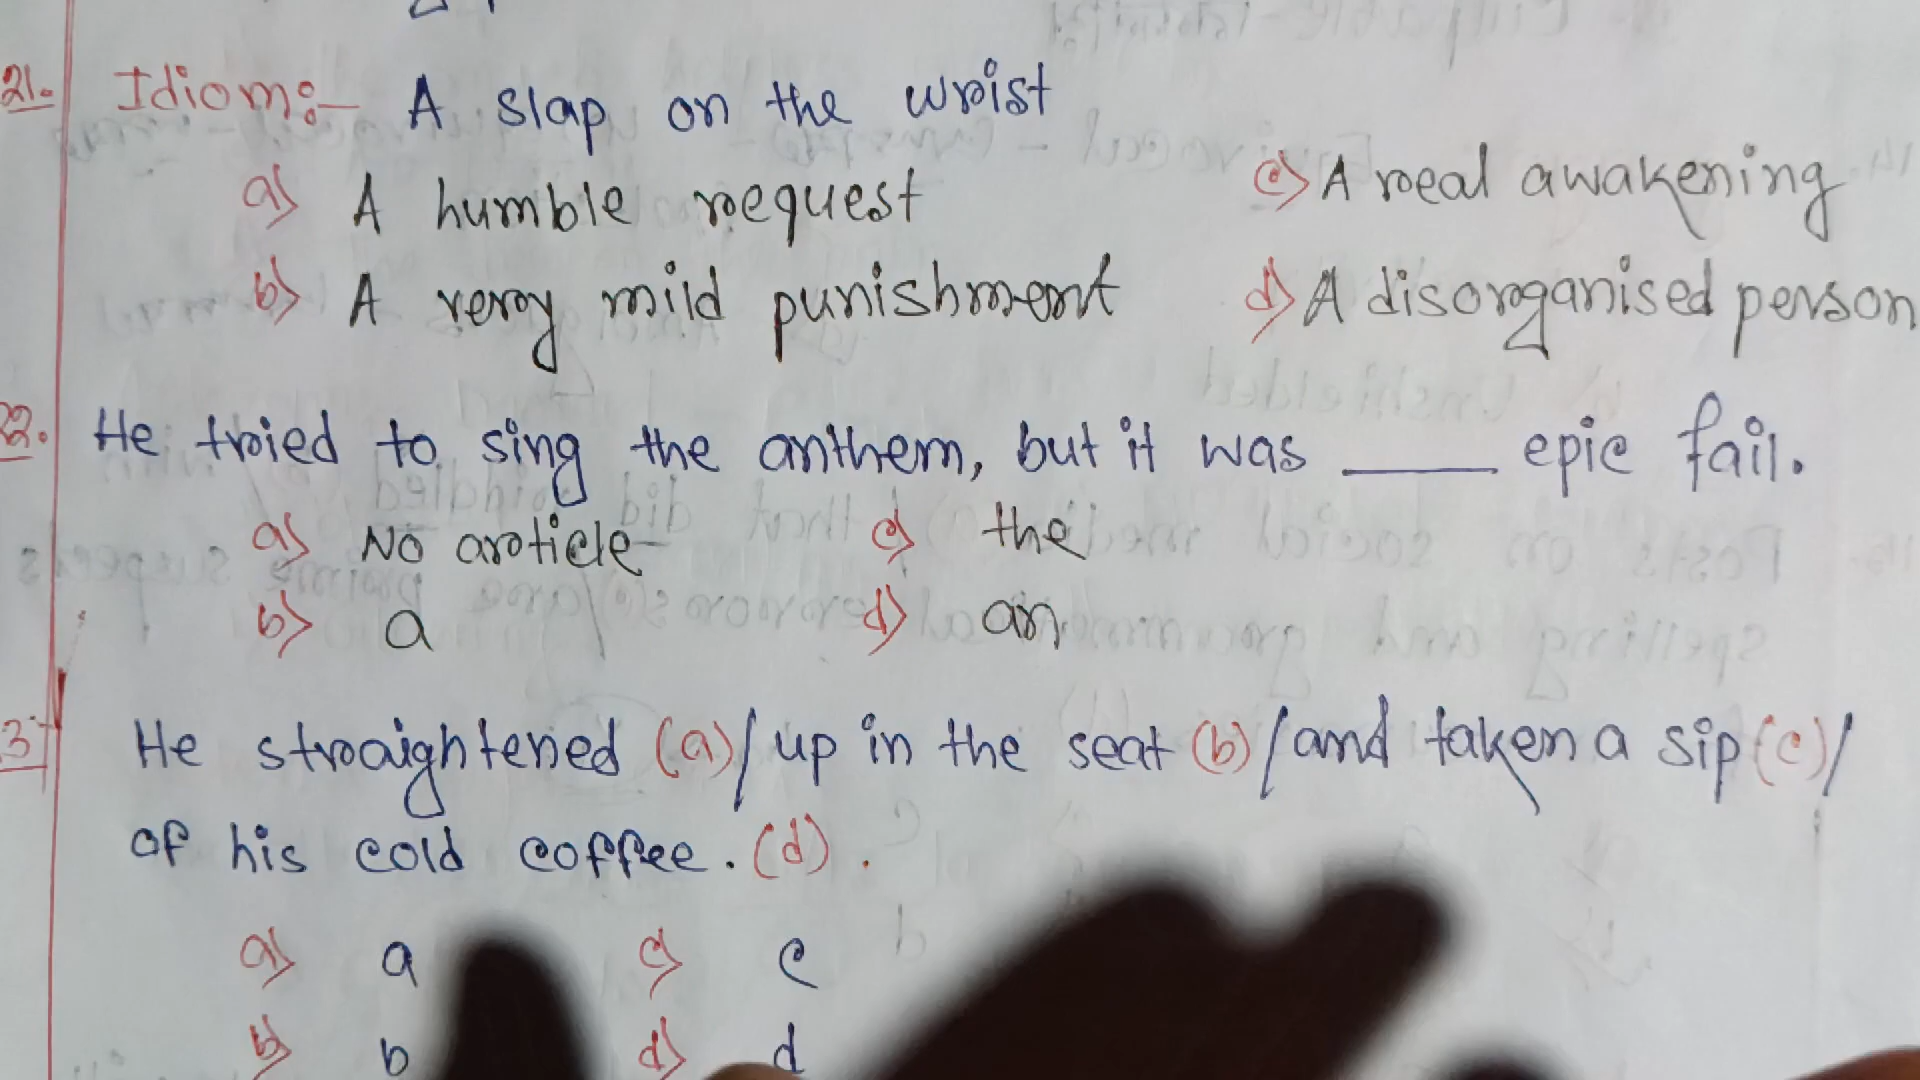 21. Idiom:- A slap on the wrist
a) A humble request
c) A real awakening
b) A very mild punishment
d) A disorganised person
22. He tried to sing the anthem, but it was ____ epic fail.
a) No article
c) the
b) a
d) an
3 He straightened (a)/ up in the seat (b)/ and taken a sip (c)/
of his cold coffee. (d).
a) a
c) c
b) b
d) d